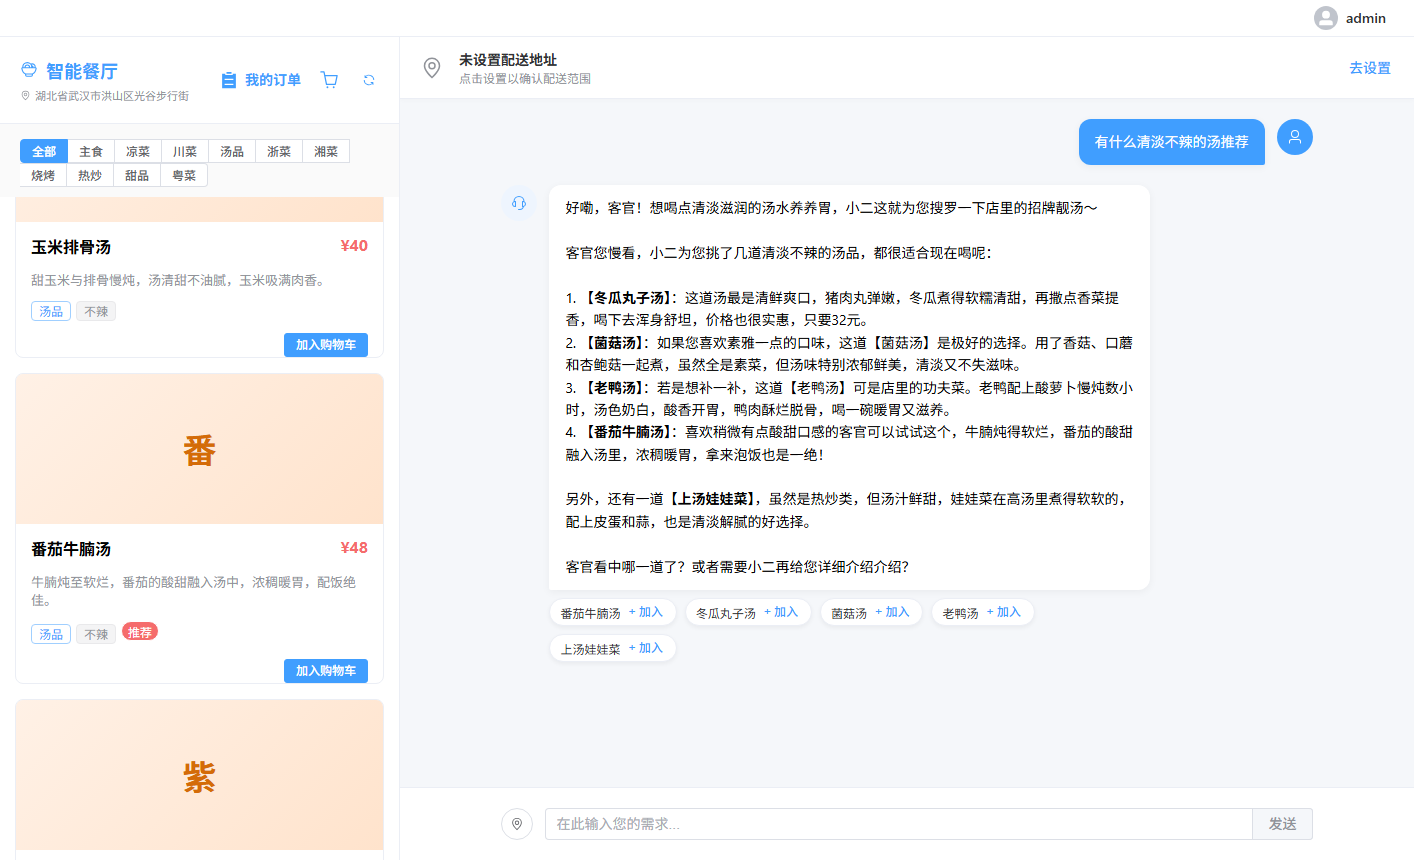 admin
智能餐厅
湖北省武汉市洪山区光谷步行街
我的订单
全部 主食 凉菜 川菜 汤品 浙菜 湘菜
烧烤 热炒 甜品 粤菜
玉米排骨汤 ¥40
甜玉米与排骨慢炖，汤清甜不油腻，玉米吸满肉香。
汤品 不辣
加入购物车
番
番茄牛腩汤 ¥48
牛腩炖至软烂，番茄的酸甜融入汤中，浓稠暖胃，配饭绝
佳。
汤品 不辣 推荐
加入购物车
紫
未设置配送地址
点击设置以确认配送范围
去设置
有什么清淡不辣的汤推荐
好嘞，客官！想喝点清淡滋润的汤水养养胃，小二这就为您搜罗一下店里的招牌靓汤～
客官您慢看，小二为您挑了几道清淡不辣的汤品，都很适合现在喝呢：
1. 【冬瓜丸子汤】：这道汤最是清鲜爽口，猪肉丸弹嫩，冬瓜煮得软糯清甜，再撒点香菜提
香，喝下去浑身舒坦，价格也很实惠，只要32元。
2. 【菌菇汤】：如果您喜欢素雅一点的口味，这道【菌菇汤】是极好的选择。用了香菇、口蘑
和杏鲍菇一起煮，虽然全是素菜，但汤味特别浓郁鲜美，清淡又不失滋味。
3. 【老鸭汤】：若是想补一补，这道【老鸭汤】可是店里的功夫菜。老鸭配上酸萝卜慢炖数小
时，汤色奶白，酸香开胃，鸭肉酥烂脱骨，喝一碗暖胃又滋养。
4. 【番茄牛腩汤】：喜欢稍微有点酸甜口感的客官可以试试这个，牛腩炖得软烂，番茄的酸甜
融入汤里，浓稠暖胃，拿来泡饭也是一绝！
另外，还有一道【上汤娃娃菜】，虽然是热炒类，但汤汁鲜甜，娃娃菜在高汤里煮得软软的，
配上皮蛋和蒜，也是清淡解腻的好选择。
客官看中哪一道了？或者需要小二再给您详细介绍介绍？
番茄牛腩汤 + 加入 冬瓜丸子汤 + 加入 菌菇汤 + 加入 老鸭汤 + 加入
上汤娃娃菜 + 加入
在此输入您的需求... 发送